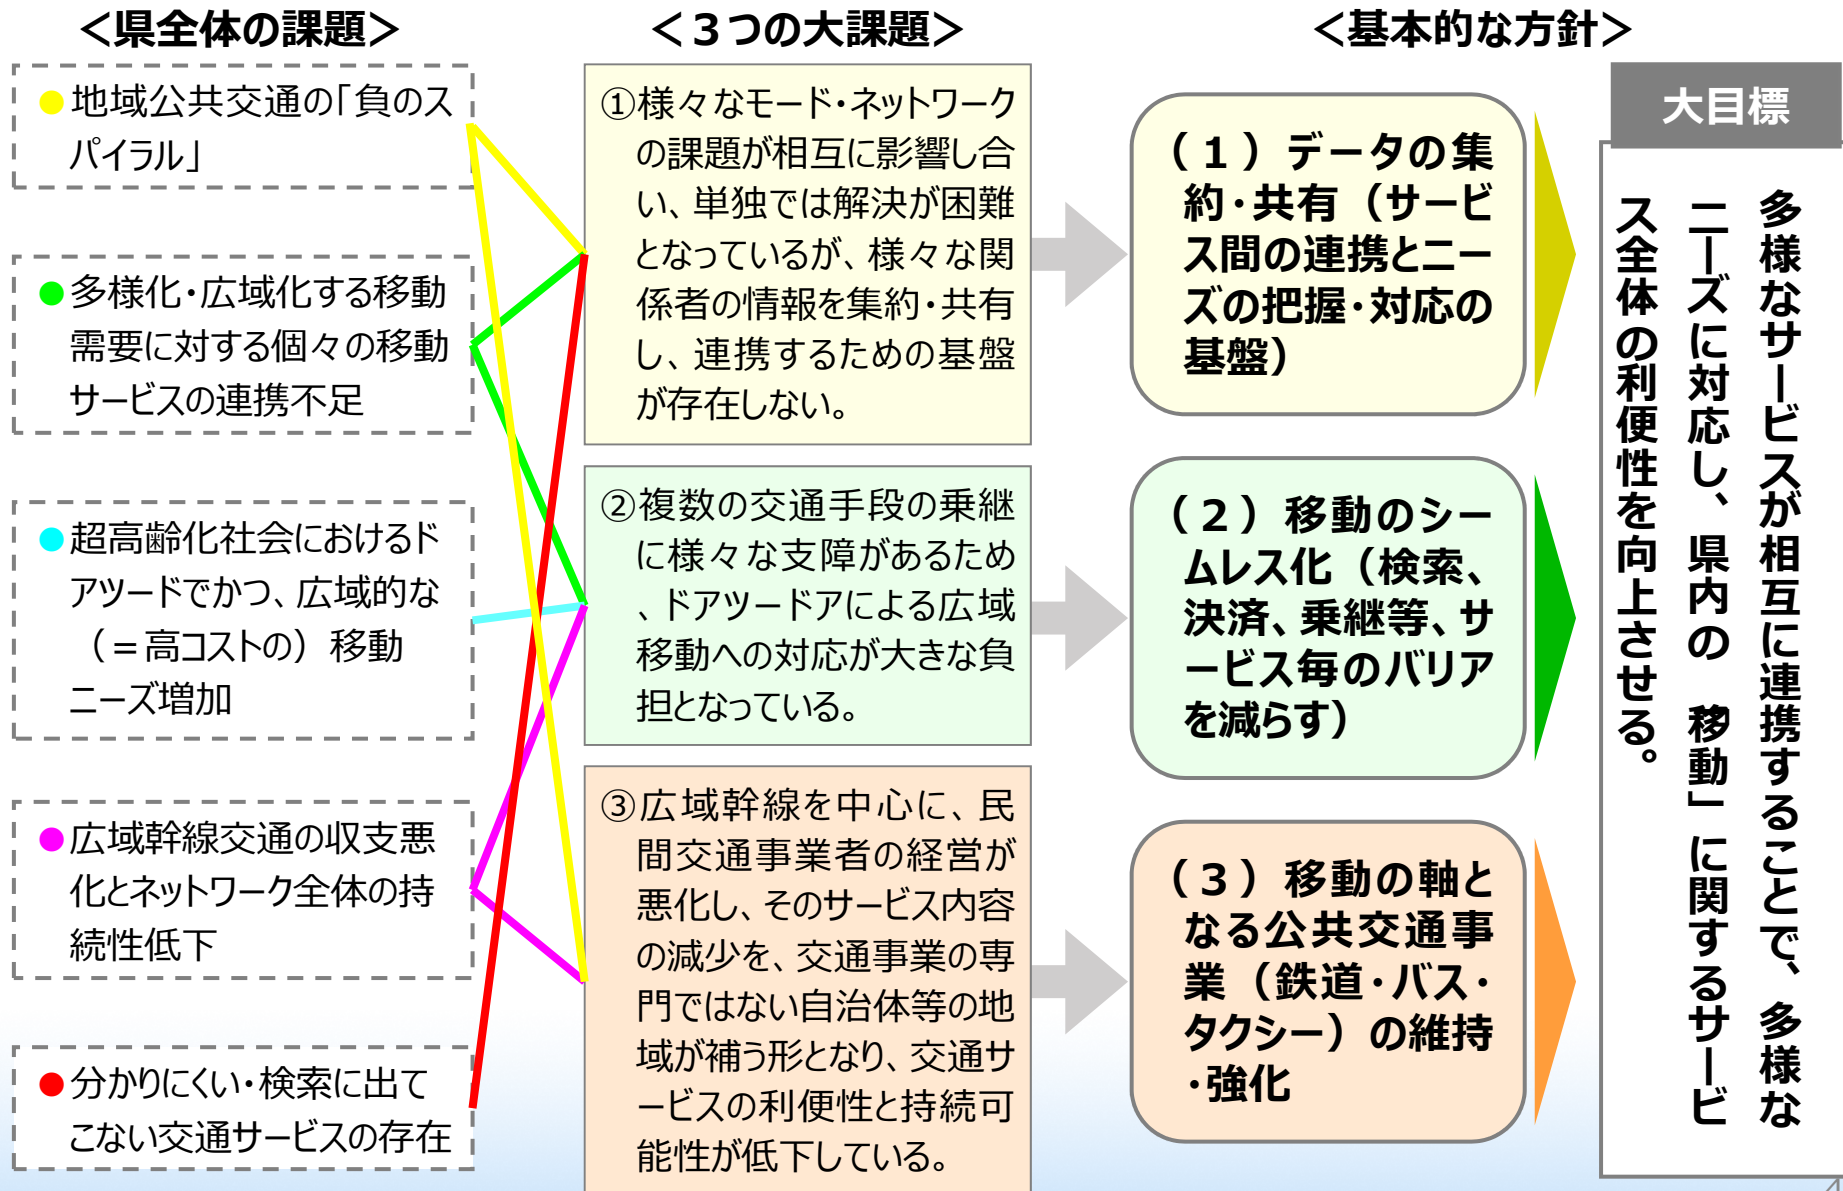 ＜県全体の課題＞
●地域公共交通の「負のス
パイラル」
●多様化・広域化する移動
需要に対する個々の移動
サービスの連携不足
●超高齢化社会におけるド
アツードでかつ、広域的な
（＝高コストの）移動
ニーズ増加
●広域幹線交通の収支悪
化とネットワーク全体の持
続性低下
●分かりにくい・検索に出て
こない交通サービスの存在
＜３つの大課題＞
①様々なモード・ネットワーク
の課題が相互に影響し合
い、単独では解決が困難
となっているが、様々な関
係者の情報を集約・共有
し、連携するための基盤
が存在しない。
②複数の交通手段の乗継
に様々な支障があるため
、ドアツードアによる広域
移動への対応が大きな負
担となっている。
③広域幹線を中心に、民
間交通事業者の経営が
悪化し、そのサービス内容
の減少を、交通事業の専
門ではない自治体等の地
域が補う形となり、交通サ
ービスの利便性と持続可
能性が低下している。
＜基本的な方針＞
（１）データの集
約・共有（サービ
ス間の連携とニー
ズの把握・対応の
基盤）
（２）移動のシー
ムレス化（検索、
決済、乗継等、サ
ービス毎のバリア
を減らす）
（３）移動の軸と
なる公共交通事
業（鉄道・バス・
タクシー）の維持
・強化
大目標
多様なサービスが相互に連携することで、多様な
ニーズに対応し、県内の　移動」に関するサービ
ス全体の利便性を向上させる。
4